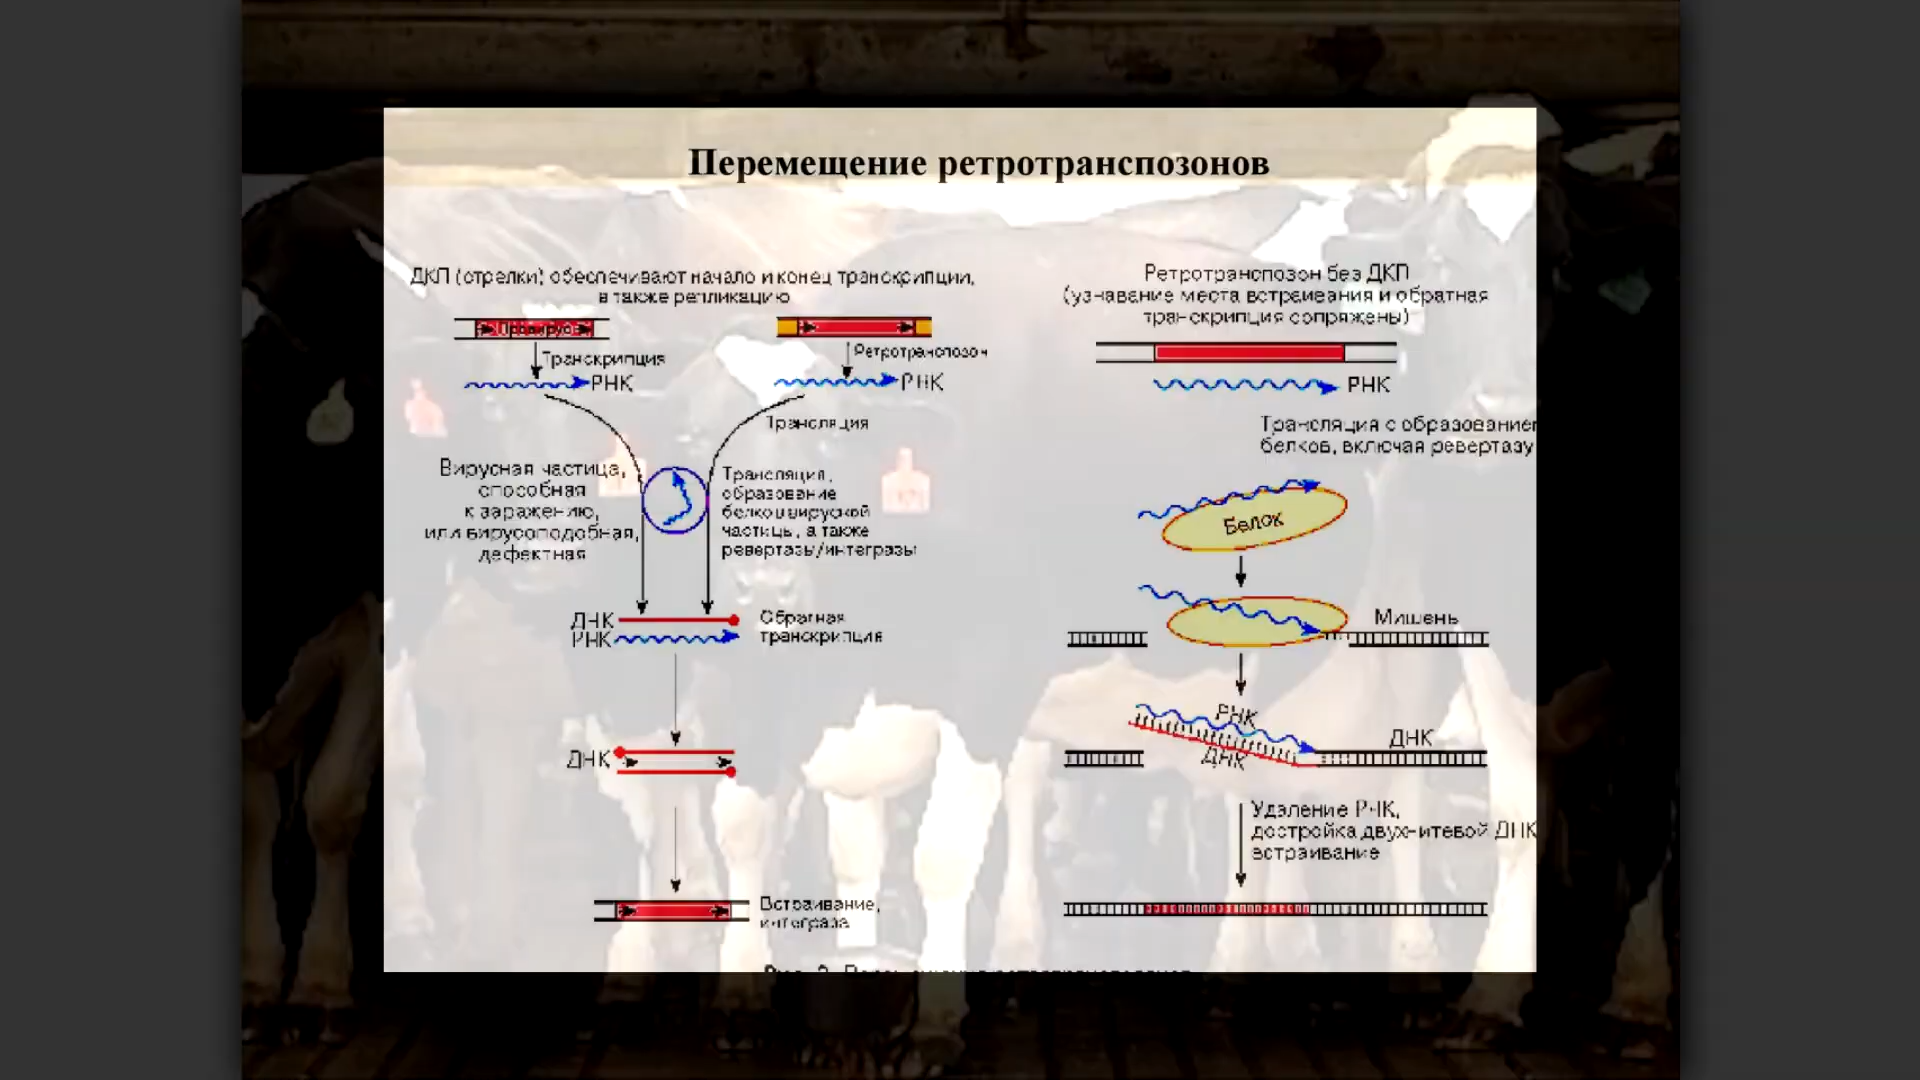 Перемещение ретротранспозонов
ДКП (стрелки) обеспечивают начало и конец транскрипции,
а также репликацию
Провирус
Транскрипция
РНК
Ретротранспозон
РНК
Трансляция
Вирусная частица,
способная
к заражению,
или вирусоподобная,
дефектная
Трансляция,
образование
белков вирусной
частицы, а также
ревертазы/интегразы
ДНК
РНК
Обратная
транскрипция
ДНК
Встраивание,
интеграза
Ретротранспозон без ДКП
(узнавание места встраивания и обратная
транскрипция сопряжены)
РНК
Трансляция с образованием
белков, включая ревертазу
Белок
Мишень
РНК
ДНК
ДНК
Удаление РНК,
достройка двухнитевой ДНК
встраивание